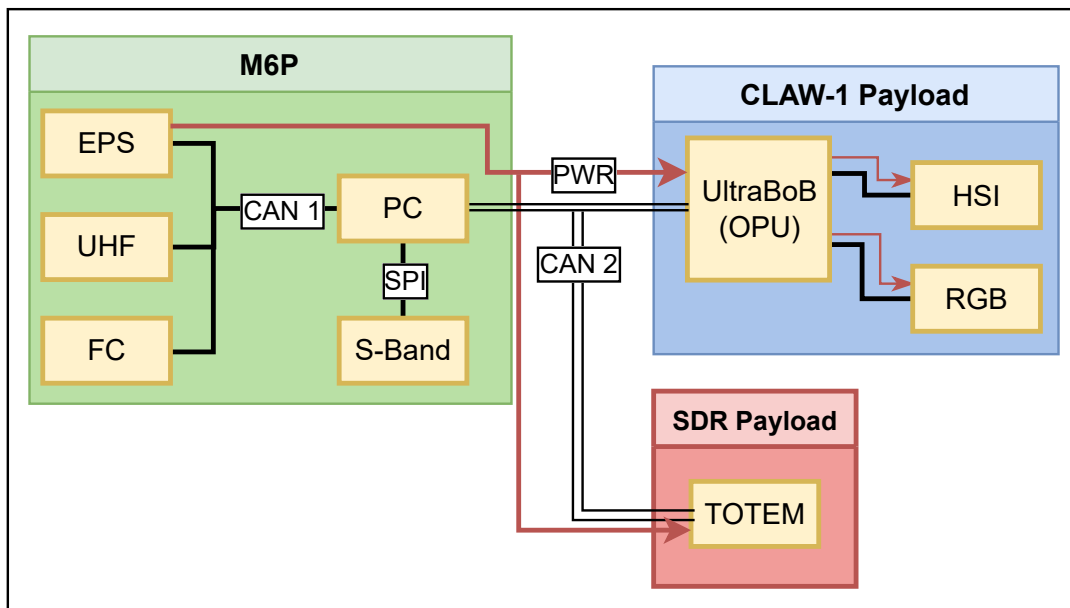 M6P
EPS
UHF
FC
CAN 1
PC
SPI
S-Band
PWR
CAN 2
CLAW-1 Payload
UltraBoB
(OPU)
HSI
RGB
SDR Payload
TOTEM